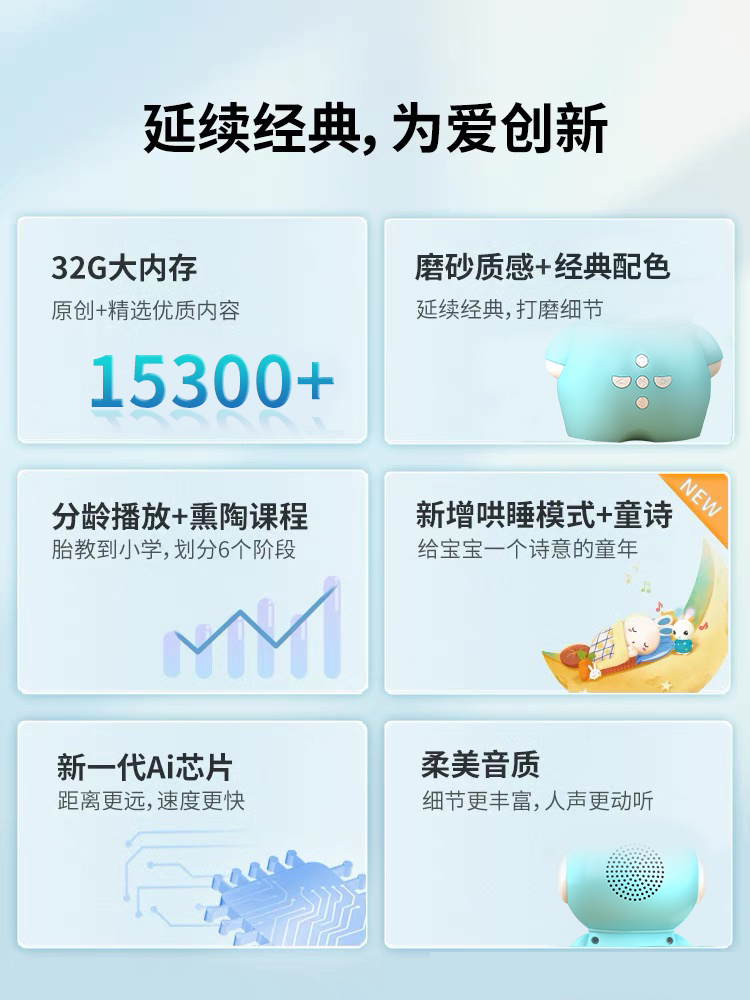 延续经典，为爱创新
32G大内存
原创+精选优质内容
15300+
磨砂质感+经典配色
延续经典，打磨细节
分龄播放+熏陶课程
胎教到小学，划分6个阶段
新增哄睡模式+童诗
给宝宝一个诗意的童年
NEW
新一代Ai芯片
距离更远，速度更快
柔美音质
细节更丰富，人声更动听